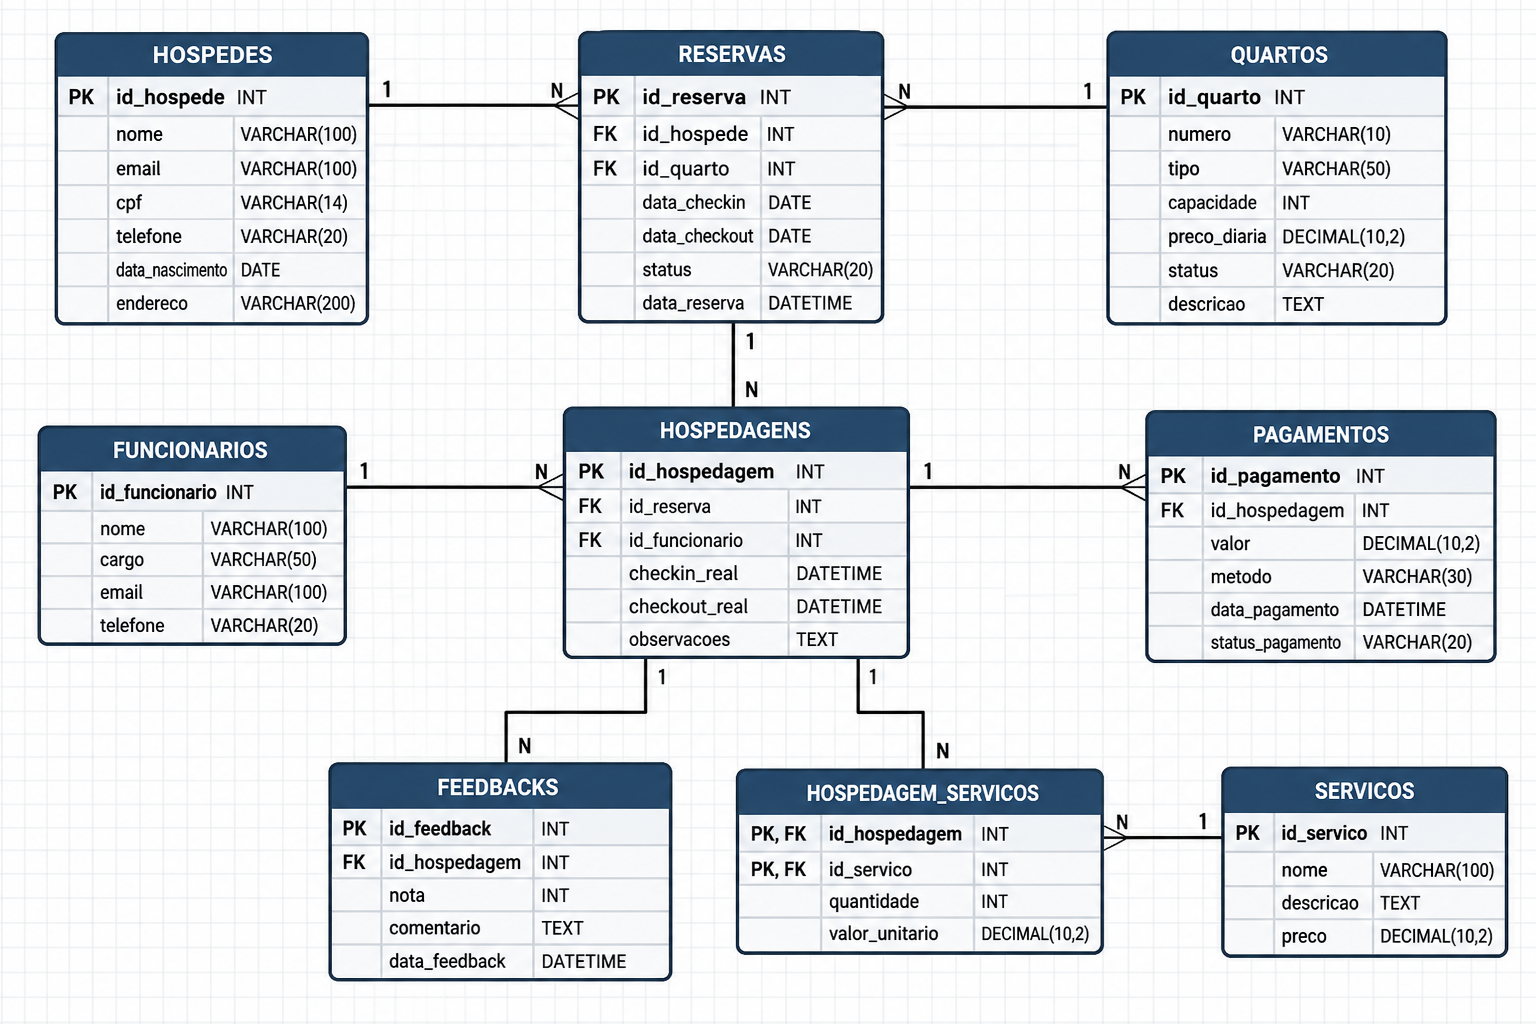 HOSPEDES
PK id_hospede INT
nome VARCHAR(100)
email VARCHAR(100)
cpf VARCHAR(14)
telefone VARCHAR(20)
data_nascimento DATE
endereco VARCHAR(200)
1 N
RESERVAS
PK id_reserva INT
FK id_hospede INT
FK id_quarto INT
data_checkin DATE
data_checkout DATE
status VARCHAR(20)
data_reserva DATETIME
N 1
QUARTOS
PK id_quarto INT
numero VARCHAR(10)
tipo VARCHAR(50)
capacidade INT
preco_diaria DECIMAL(10,2)
status VARCHAR(20)
descricao TEXT
1
N
FUNCIONARIOS
PK id_funcionario INT
nome VARCHAR(100)
cargo VARCHAR(50)
email VARCHAR(100)
telefone VARCHAR(20)
1 N
HOSPEDAGENS
PK id_hospedagem INT
FK id_reserva INT
FK id_funcionario INT
checkin_real DATETIME
checkout_real DATETIME
observacoes TEXT
1 N
PAGAMENTOS
PK id_pagamento INT
FK id_hospedagem INT
valor DECIMAL(10,2)
metodo VARCHAR(30)
data_pagamento DATETIME
status_pagamento VARCHAR(20)
1
N
1
N
FEEDBACKS
PK id_feedback INT
FK id_hospedagem INT
nota INT
comentario TEXT
data_feedback DATETIME
HOSPEDAGEM_SERVICOS
PK, FK id_hospedagem INT
PK, FK id_servico INT
quantidade INT
valor_unitario DECIMAL(10,2)
N 1
SERVICOS
PK id_servico INT
nome VARCHAR(100)
descricao TEXT
preco DECIMAL(10,2)